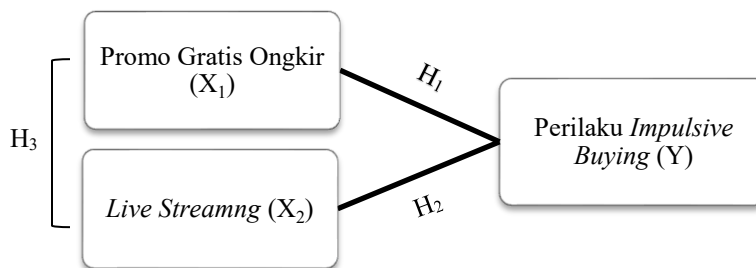 Promo Gratis Ongkir
(X₁)
H₁
Perilaku Impulsive
Buying (Y)
H₃
Live Streamng (X₂)
H₂